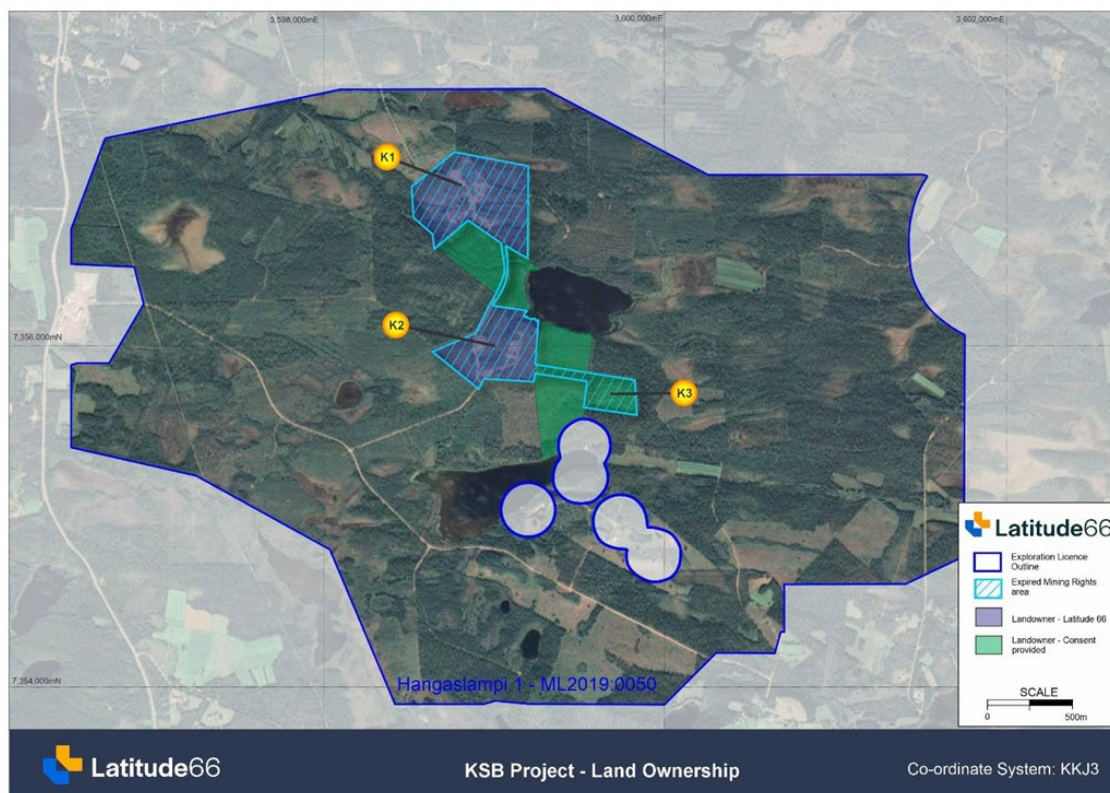 3,598,000mE
3,600,000mE
3,602,000mE
K1
K2
7,356,000mN
K3
Latitude66
Exploration Licence
Outline
Expired Mining Rights
area
Landowner - Latitude 66
Landowner - Consent
provided
SCALE
0 500m
7,354,000mN
Hangaslampi 1 - ML2019:0050
Latitude66
KSB Project - Land Ownership
Co-ordinate System: KKJ3